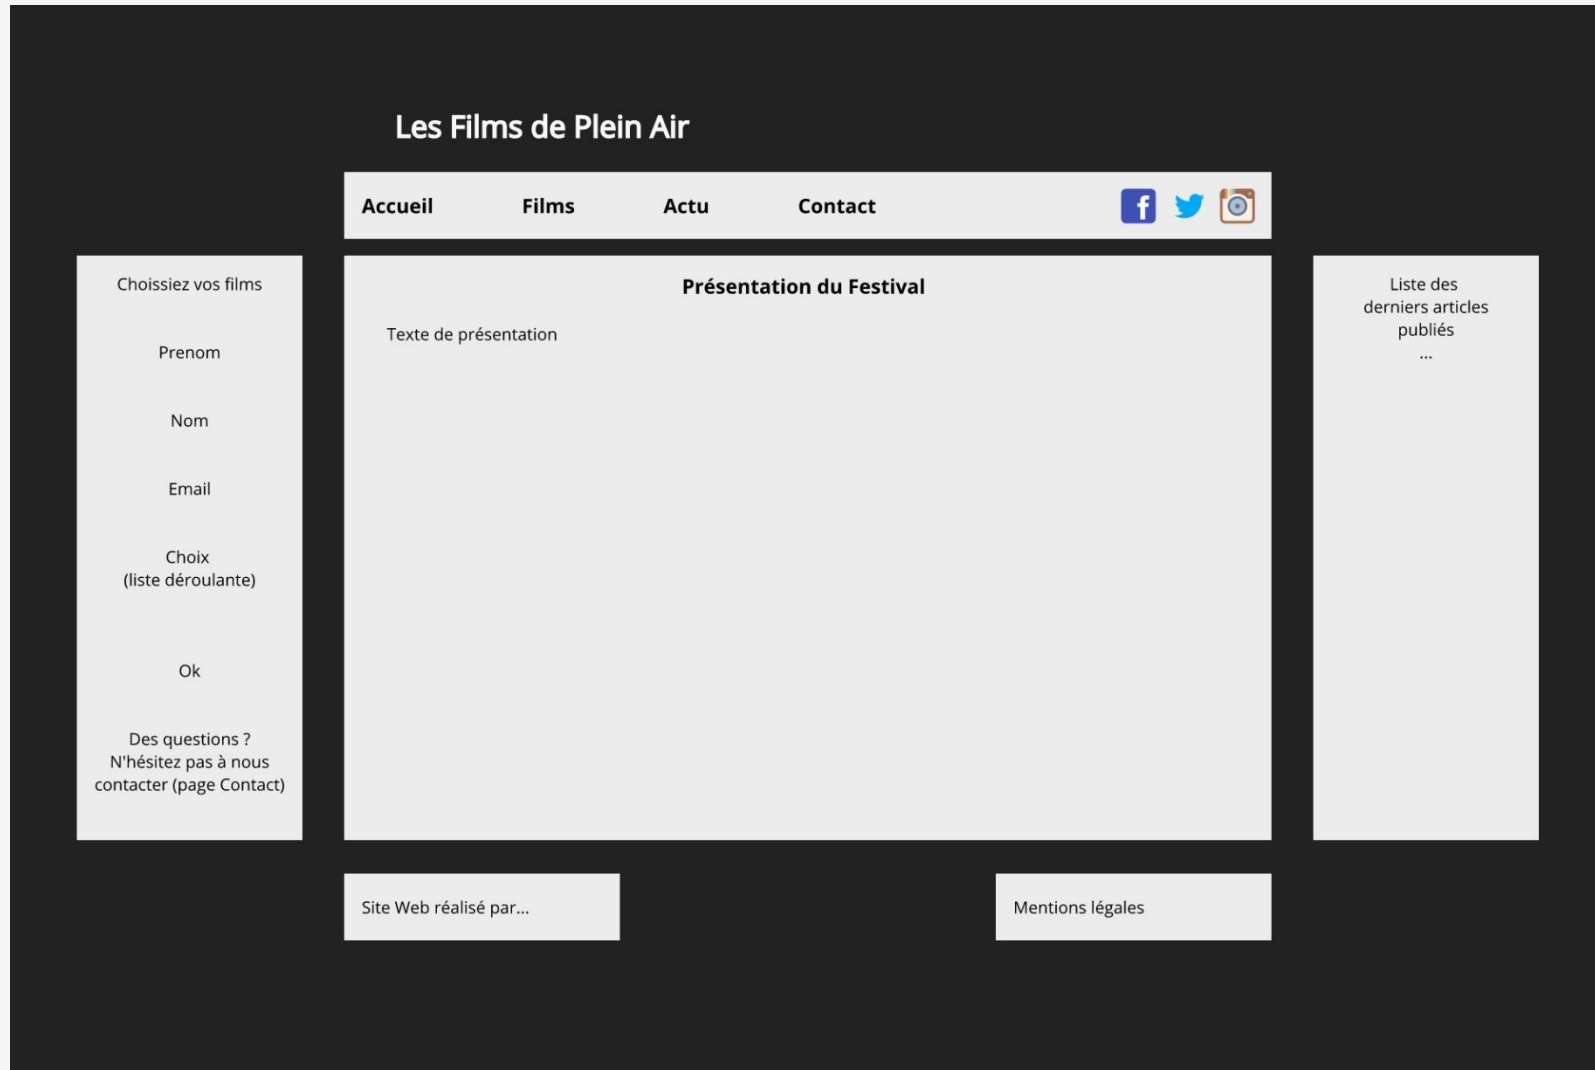 Les Films de Plein Air
Accueil
Films
Actu
Contact
Choissiez vos films
Prenom
Nom
Email
Choix
(liste déroulante)
Ok
Des questions ?
N'hésitez pas à nous
contacter (page Contact)
Présentation du Festival
Texte de présentation
Liste des
derniers articles
publiés
...
Site Web réalisé par...
Mentions légales